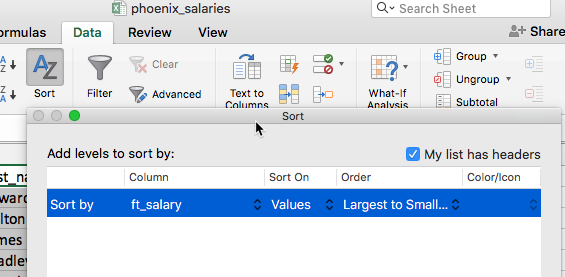 phoenix_salaries
Search Sheet
ormulas Data Review View Share
Sort
Filter
Clear
Advanced
Text to
Columns
What-If
Analysis
Group
Ungroup
Subtotal
Sort
Add levels to sort by:
My list has headers
Column Sort On Order Color/Icon
Sort by ft_salary Values Largest to Small...
st_na
ward
lton
mes
adley